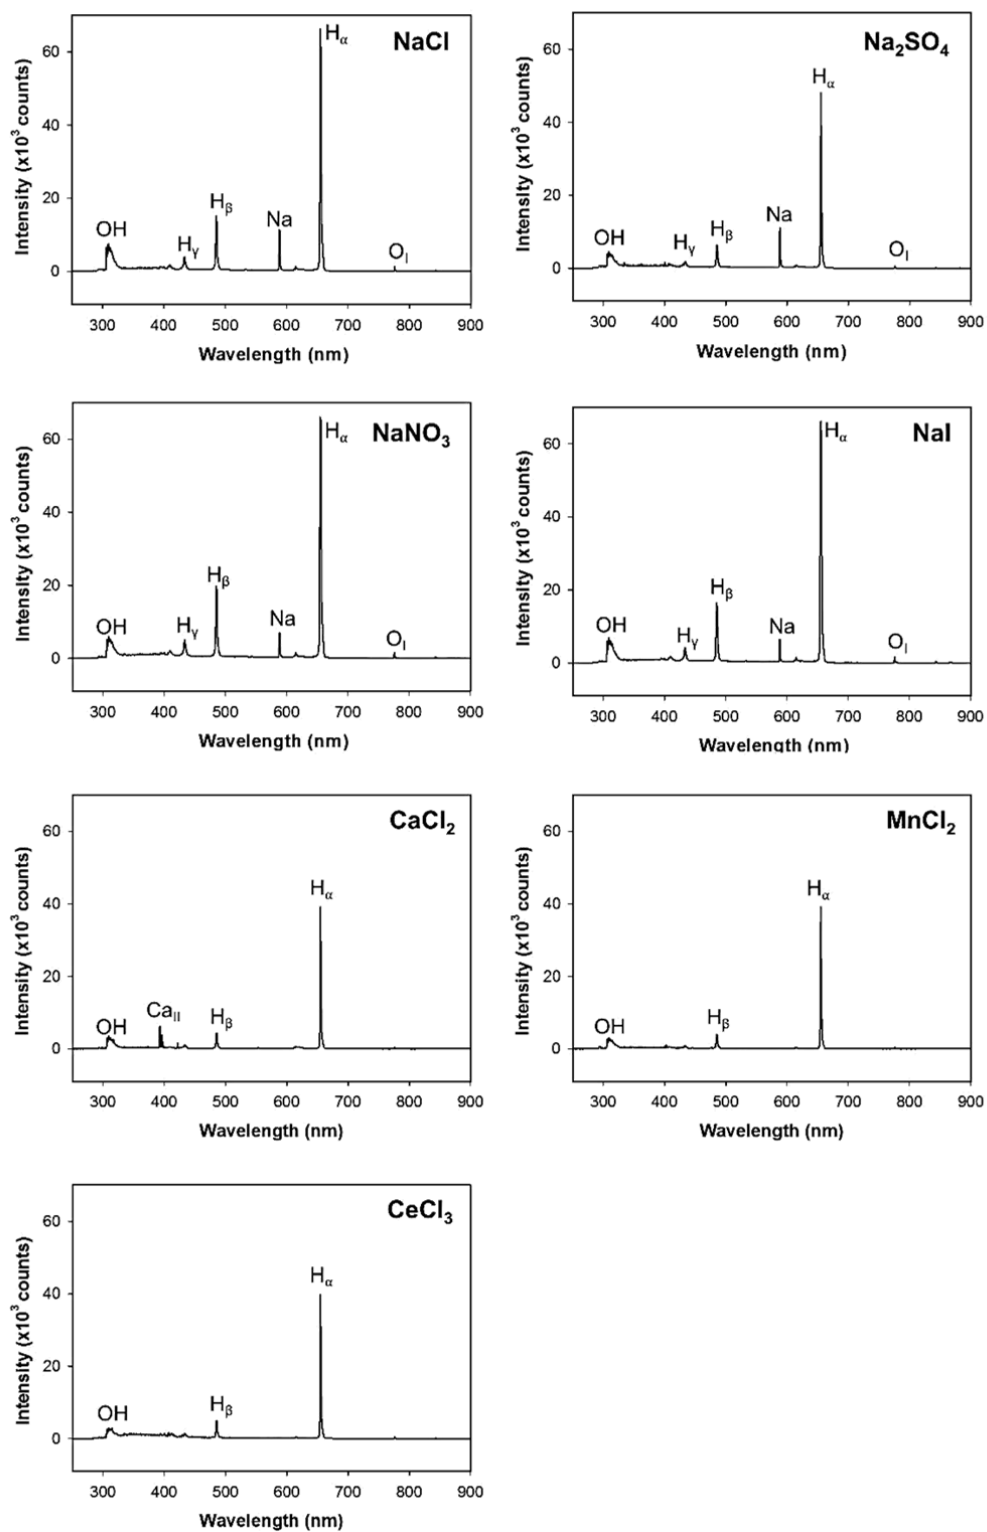 NaCl
Intensity (x10³ counts)
60
40
20
0
OH
Hγ
Hβ
Na
Hα
OI
300 400 500 600 700 800 900
Wavelength (nm)
Na₂SO₄
Intensity (x10³ counts)
60
40
20
0
OH
Hγ
Hβ
Na
Hα
OI
300 400 500 600 700 800 900
Wavelength (nm)
NaNO₃
Intensity (x10³ counts)
60
40
20
0
OH
Hγ
Hβ
Na
Hα
OI
300 400 500 600 700 800 900
Wavelength (nm)
NaI
Intensity (x10³ counts)
60
40
20
0
OH
Hγ
Hβ
Na
Hα
OI
300 400 500 600 700 800 900
Wavelength (nm)
CaCl₂
Intensity (x10³ counts)
60
40
20
0
OH
CaII
Hβ
Hα
300 400 500 600 700 800 900
Wavelength (nm)
MnCl₂
Intensity (x10³ counts)
60
40
20
0
OH
Hβ
Hα
300 400 500 600 700 800 900
Wavelength (nm)
CeCl₃
Intensity (x10³ counts)
60
40
20
0
OH
Hβ
Hα
300 400 500 600 700 800 900
Wavelength (nm)